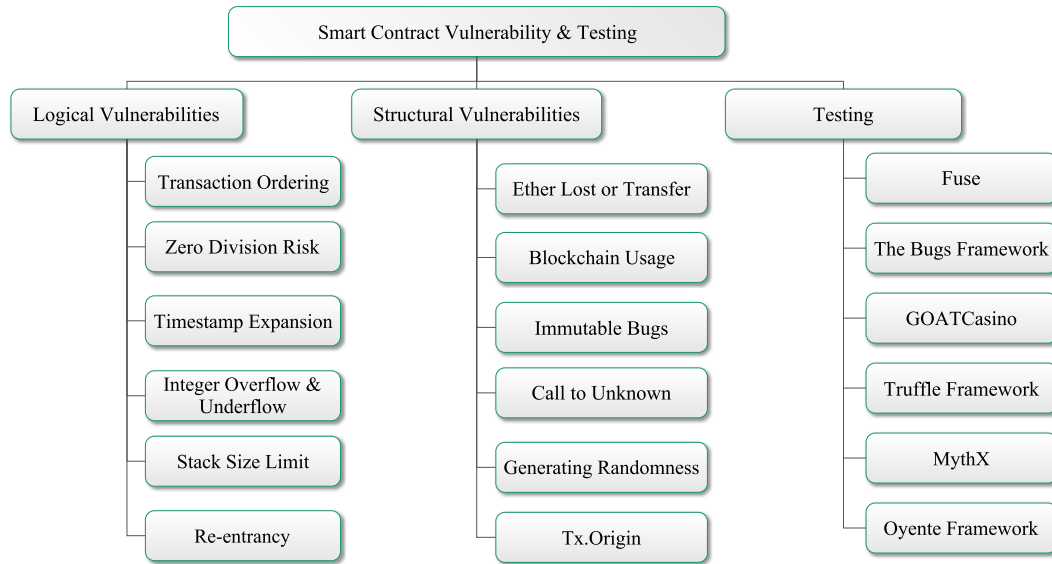 Smart Contract Vulnerability & Testing
Logical Vulnerabilities
Transaction Ordering
Zero Division Risk
Timestamp Expansion
Integer Overflow &
Underflow
Stack Size Limit
Re-entrancy
Structural Vulnerabilities
Ether Lost or Transfer
Blockchain Usage
Immutable Bugs
Call to Unknown
Generating Randomness
Tx.Origin
Testing
Fuse
The Bugs Framework
GOATCasino
Truffle Framework
MythX
Oyente Framework